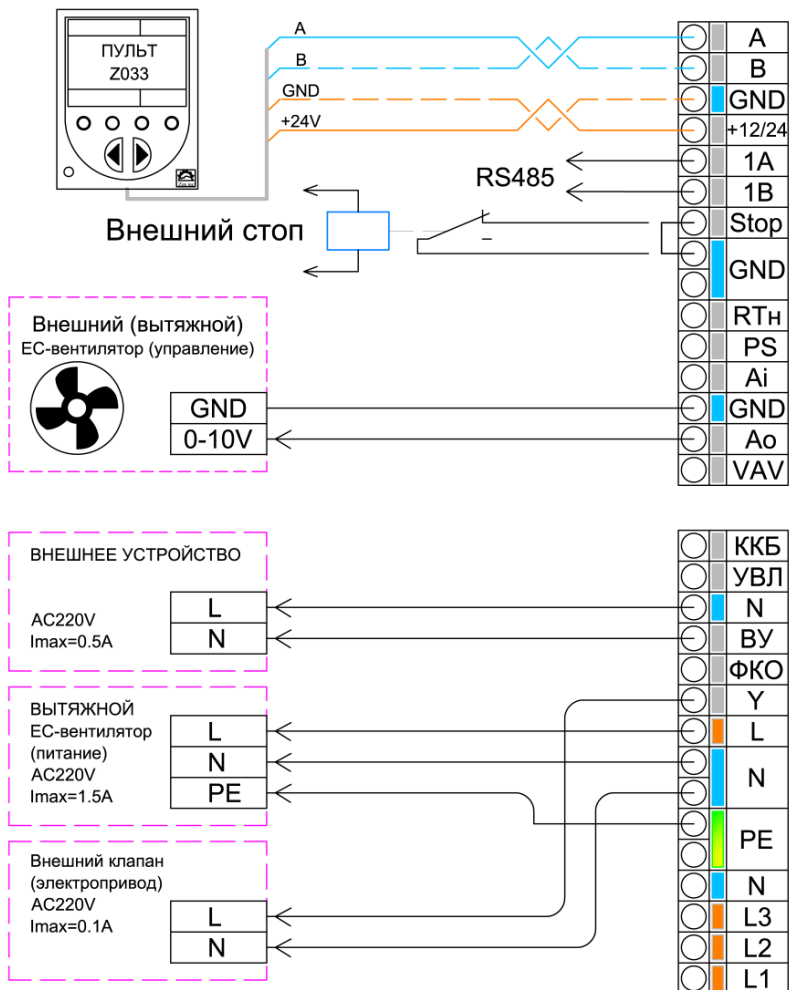 ПУЛЬТ
Z033
A
B
GND
+24V
RS485
Внешний стоп
A
B
GND
+12/24
1A
1B
Stop
GND
RTн
PS
Ai
GND
Ao
VAV
Внешний (вытяжной)
ЕС-вентилятор (управление)
GND
0-10V
ВНЕШНЕЕ УСТРОЙСТВО
AC220V
Imax=0.5A
L
N
ВЫТЯЖНОЙ
ЕС-вентилятор
(питание)
AC220V
Imax=1.5A
L
N
PE
Внешний клапан
(электропривод)
AC220V
Imax=0.1A
L
N
ККБ
УВЛ
N
ВУ
ФКО
Y
L
N
PE
N
L3
L2
L1